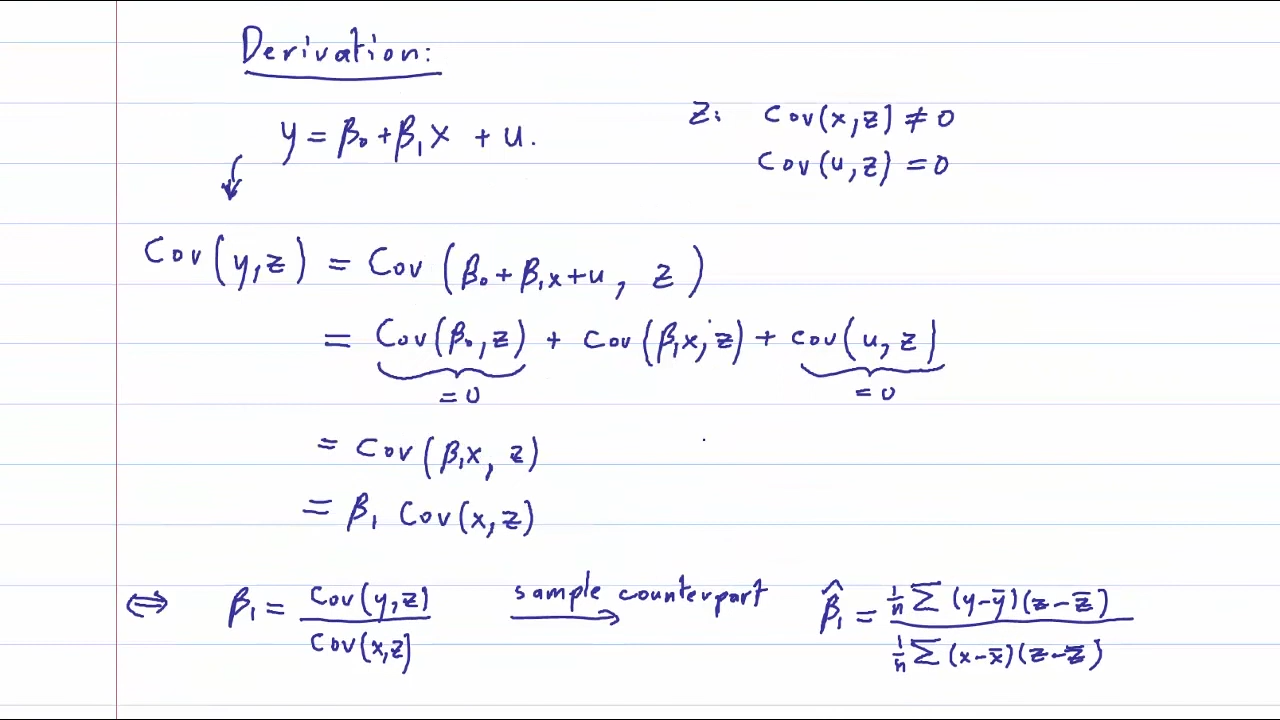 Derivation:
y = β₀ + β₁x + u.
z: Cov(x,z) ≠ 0
Cov(u,z) = 0
Cov(y,z) = Cov(β₀ + β₁x + u, z)
= Cov(β₀,z) + Cov(β₁x,z) + Cov(u,z)
= 0 = 0
= Cov(β₁x, z)
= β₁ Cov(x,z)
⇔ β₁ = Cov(y,z) / Cov(x,z) sample counterpart → β̂₁ = 1/n Σ (y-ȳ)(z-z̄) / 1/n Σ (x-x̄)(z-z̄)